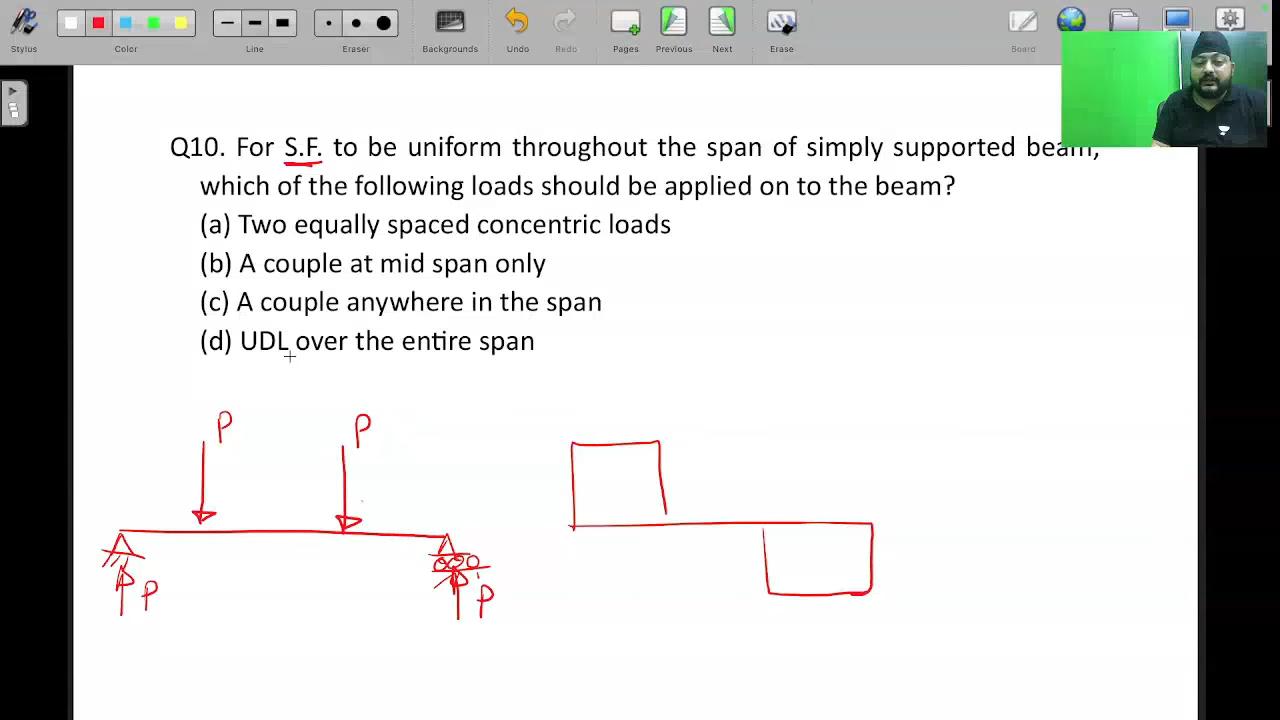 Stylus
Color
Line
Eraser
Backgrounds
Undo
Redo
Pages
Previous
Next
Erase
Board
Q10. For S.F. to be uniform throughout the span of simply supported beam,
which of the following loads should be applied on to the beam?
(a) Two equally spaced concentric loads
(b) A couple at mid span only
(c) A couple anywhere in the span
(d) UDL over the entire span
P P
P P